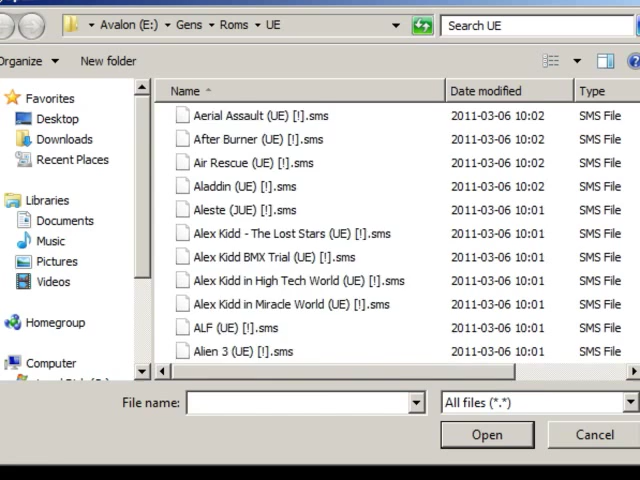 Avalon (E:) Gens Roms UE Search UE
Organize New folder
Name Date modified Type
Favorites
Desktop
Downloads
Recent Places
Libraries
Documents
Music
Pictures
Videos
Homegroup
Computer
Aerial Assault (UE) [!].sms 2011-03-06 10:02 SMS File
After Burner (UE) [!].sms 2011-03-06 10:02 SMS File
Air Rescue (UE) [!].sms 2011-03-06 10:02 SMS File
Aladdin (UE) [!].sms 2011-03-06 10:02 SMS File
Aleste (JUE) [!].sms 2011-03-06 10:01 SMS File
Alex Kidd - The Lost Stars (UE) [!].sms 2011-03-06 10:01 SMS File
Alex Kidd BMX Trial (UE) [!].sms 2011-03-06 10:01 SMS File
Alex Kidd in High Tech World (UE) [!].sms 2011-03-06 10:01 SMS File
Alex Kidd in Miracle World (UE) [!].sms 2011-03-06 10:01 SMS File
ALF (UE) [!].sms 2011-03-06 10:01 SMS File
Alien 3 (UE) [!].sms 2011-03-06 10:01 SMS File
File name: All files (*.*)
Open Cancel